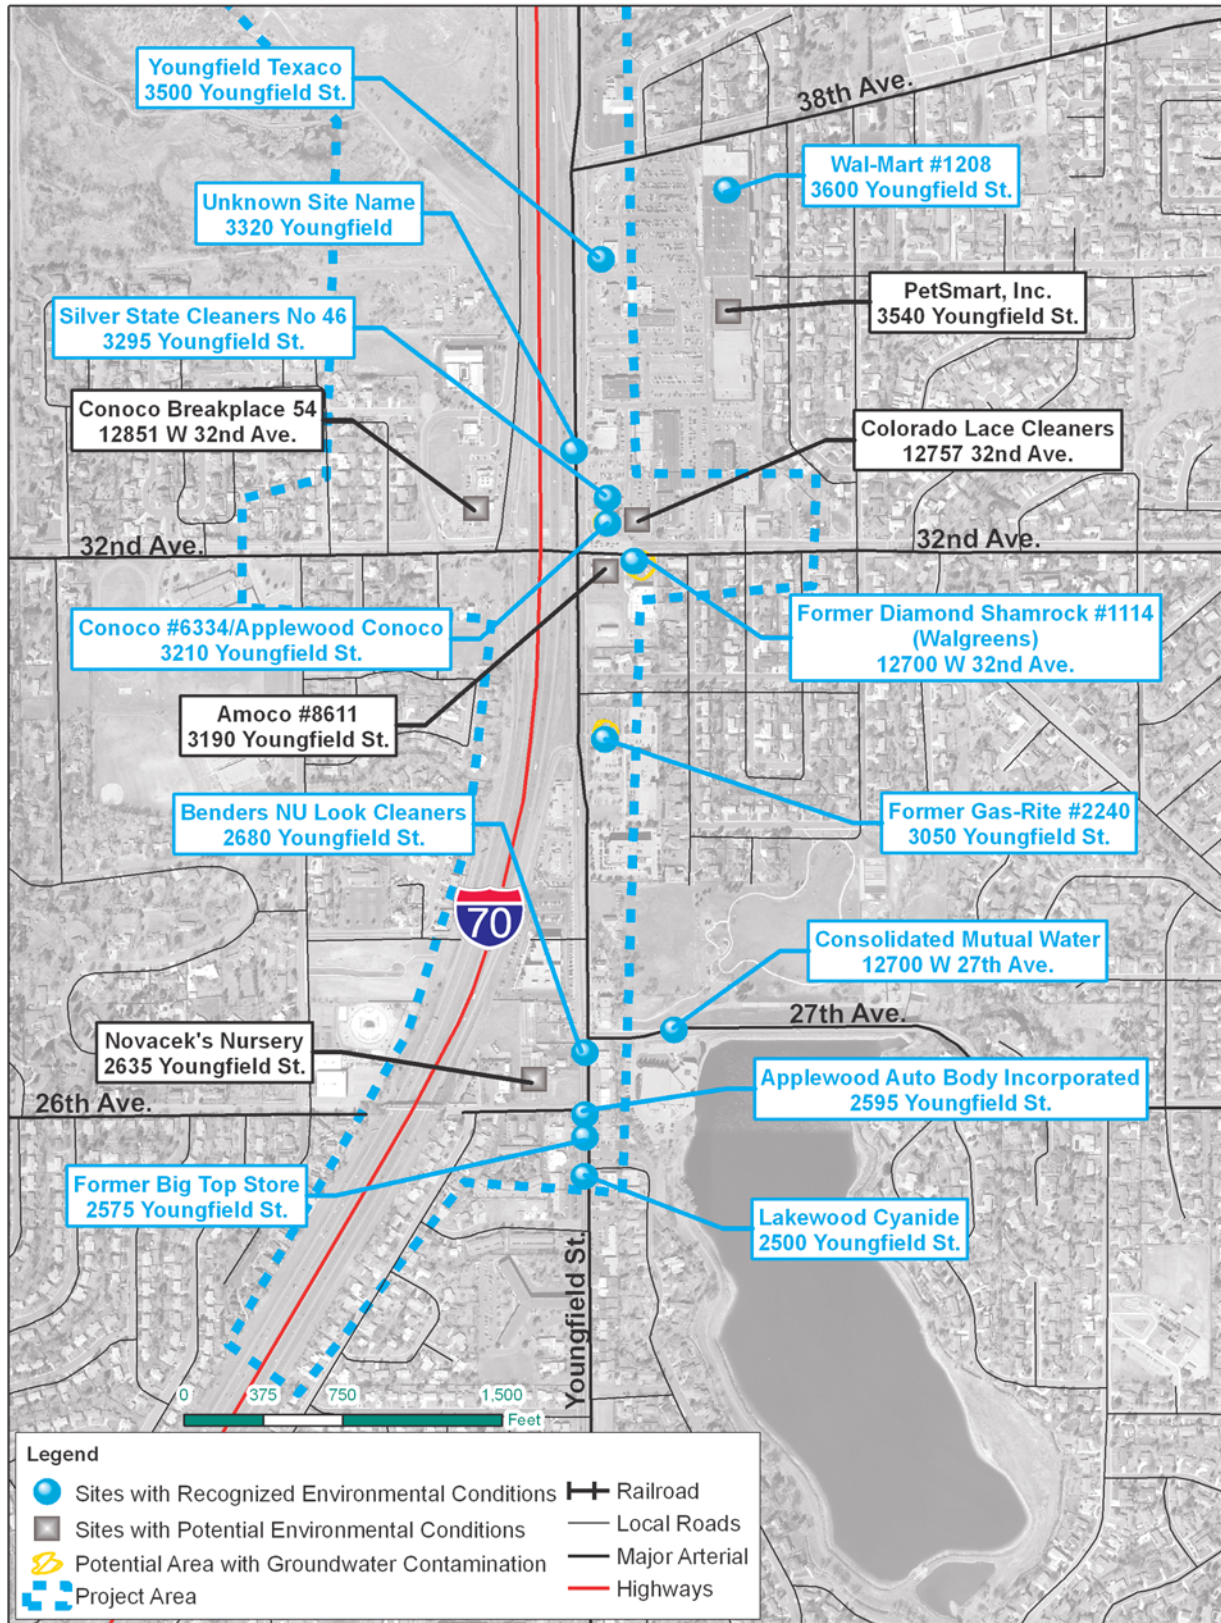 38th Ave.
Youngfield Texaco
3500 Youngfield St.
Wal-Mart #1208
3600 Youngfield St.
Unknown Site Name
3320 Youngfield
PetSmart, Inc.
3540 Youngfield St.
Silver State Cleaners No 46
3295 Youngfield St.
Conoco Breakplace 54
12851 W 32nd Ave.
Colorado Lace Cleaners
12757 32nd Ave.
32nd Ave.
32nd Ave.
Conoco #6334/Applewood Conoco
3210 Youngfield St.
Former Diamond Shamrock #1114
(Walgreens)
12700 W 32nd Ave.
Amoco #8611
3190 Youngfield St.
Benders NU Look Cleaners
2680 Youngfield St.
Former Gas-Rite #2240
3050 Youngfield St.
70
Consolidated Mutual Water
12700 W 27th Ave.
27th Ave.
Novacek's Nursery
2635 Youngfield St.
26th Ave.
Applewood Auto Body Incorporated
2595 Youngfield St.
Former Big Top Store
2575 Youngfield St.
Lakewood Cyanide
2500 Youngfield St.
Youngfield St.
0 375 750 1,500
Feet
Legend
Sites with Recognized Environmental Conditions
Sites with Potential Environmental Conditions
Potential Area with Groundwater Contamination
Project Area
Railroad
Local Roads
Major Arterial
Highways